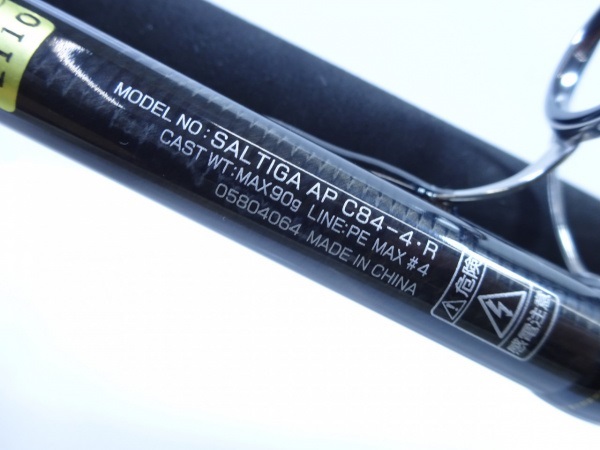 110
MODEL NO: SALTIGA AP C84-4・R
CAST WT:MAX90g LINE:PE MAX #4
05804064 MADE IN CHINA
⚠危険
感電注意